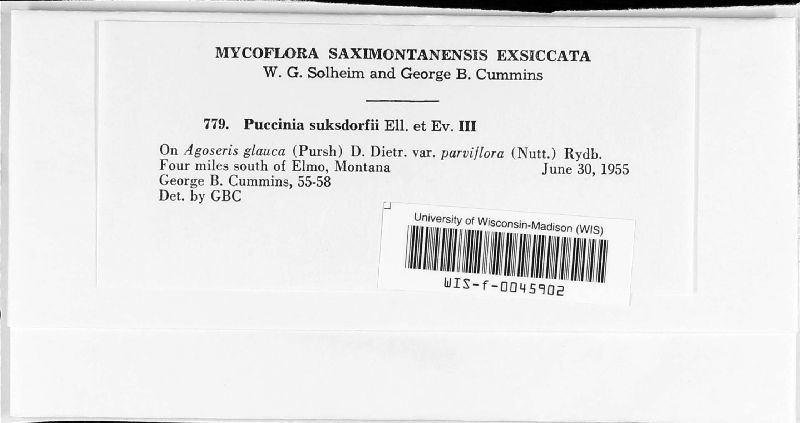 MYCOFLORA SAXIMONTANENSIS EXSICCATA
W. G. Solheim and George B. Cummins
779. Puccinia suksdorfii Ell. et Ev. III
On Agoseris glauca (Pursh) D. Dietr. var. parviflora (Nutt.) Rydb.
Four miles south of Elmo, Montana June 30, 1955
George B. Cummins, 55-58
Det. by GBC
University of Wisconsin-Madison (WIS)
WIS-f-0045902